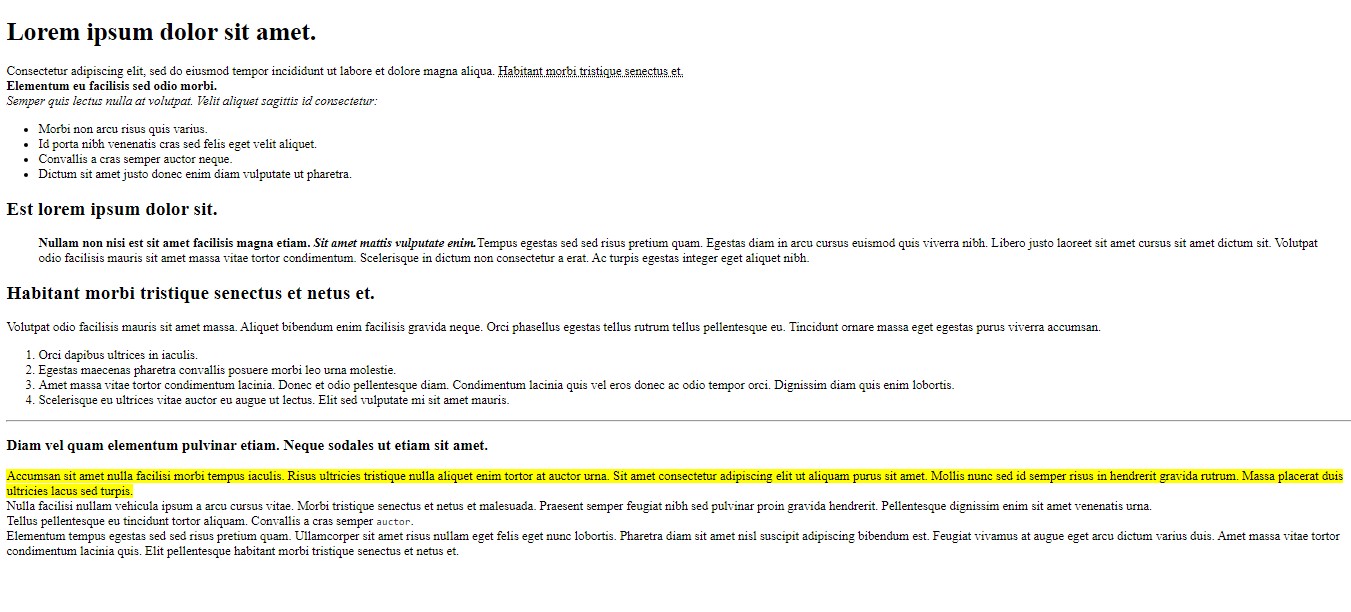 Lorem ipsum dolor sit amet.
Consectetur adipiscing elit, sed do eiusmod tempor incididunt ut labore et dolore magna aliqua. Habitant morbi tristique senectus et.
Elementum eu facilisis sed odio morbi.
Semper quis lectus nulla at volutpat. Velit aliquet sagittis id consectetur:
• Morbi non arcu risus quis varius.
• Id porta nibh venenatis cras sed felis eget velit aliquet.
• Convallis a cras semper auctor neque.
• Dictum sit amet justo donec enim diam vulputate ut pharetra.
Est lorem ipsum dolor sit.
Nullam non nisi est sit amet facilisis magna etiam. Sit amet mattis vulputate enim.Tempus egestas sed sed risus pretium quam. Egestas diam in arcu cursus euismod quis viverra nibh. Libero justo laoreet sit amet cursus sit amet dictum sit. Volutpat
odio facilisis mauris sit amet massa vitae tortor condimentum. Scelerisque in dictum non consectetur a erat. Ac turpis egestas integer eget aliquet nibh.
Habitant morbi tristique senectus et netus et.
Volutpat odio facilisis mauris sit amet massa. Aliquet bibendum enim facilisis gravida neque. Orci phasellus egestas tellus rutrum tellus pellentesque eu. Tincidunt ornare massa eget egestas purus viverra accumsan.
1. Orci dapibus ultrices in iaculis.
2. Egestas maecenas pharetra convallis posuere morbi leo urna molestie.
3. Amet massa vitae tortor condimentum lacinia. Donec et odio pellentesque diam. Condimentum lacinia quis vel eros donec ac odio tempor orci. Dignissim diam quis enim lobortis.
4. Scelerisque eu ultrices vitae auctor eu augue ut lectus. Elit sed vulputate mi sit amet mauris.
Diam vel quam elementum pulvinar etiam. Neque sodales ut etiam sit amet.
Accumsan sit amet nulla facilisi morbi tempus iaculis. Risus ultricies tristique nulla aliquet enim tortor at auctor urna. Sit amet consectetur adipiscing elit ut aliquam purus sit amet. Mollis nunc sed id semper risus in hendrerit gravida rutrum. Massa placerat duis
ultricies lacus sed turpis.
Nulla facilisi nullam vehicula ipsum a arcu cursus vitae. Morbi tristique senectus et netus et malesuada. Praesent semper feugiat nibh sed pulvinar proin gravida hendrerit. Pellentesque dignissim enim sit amet venenatis urna.
Tellus pellentesque eu tincidunt tortor aliquam. Convallis a cras semper auctor.
Elementum tempus egestas sed sed risus pretium quam. Ullamcorper sit amet risus nullam eget felis eget nunc lobortis. Pharetra diam sit amet nisl suscipit adipiscing bibendum est. Feugiat vivamus at augue eget arcu dictum varius duis. Amet massa vitae tortor
condimentum lacinia quis. Elit pellentesque habitant morbi tristique senectus et netus et.